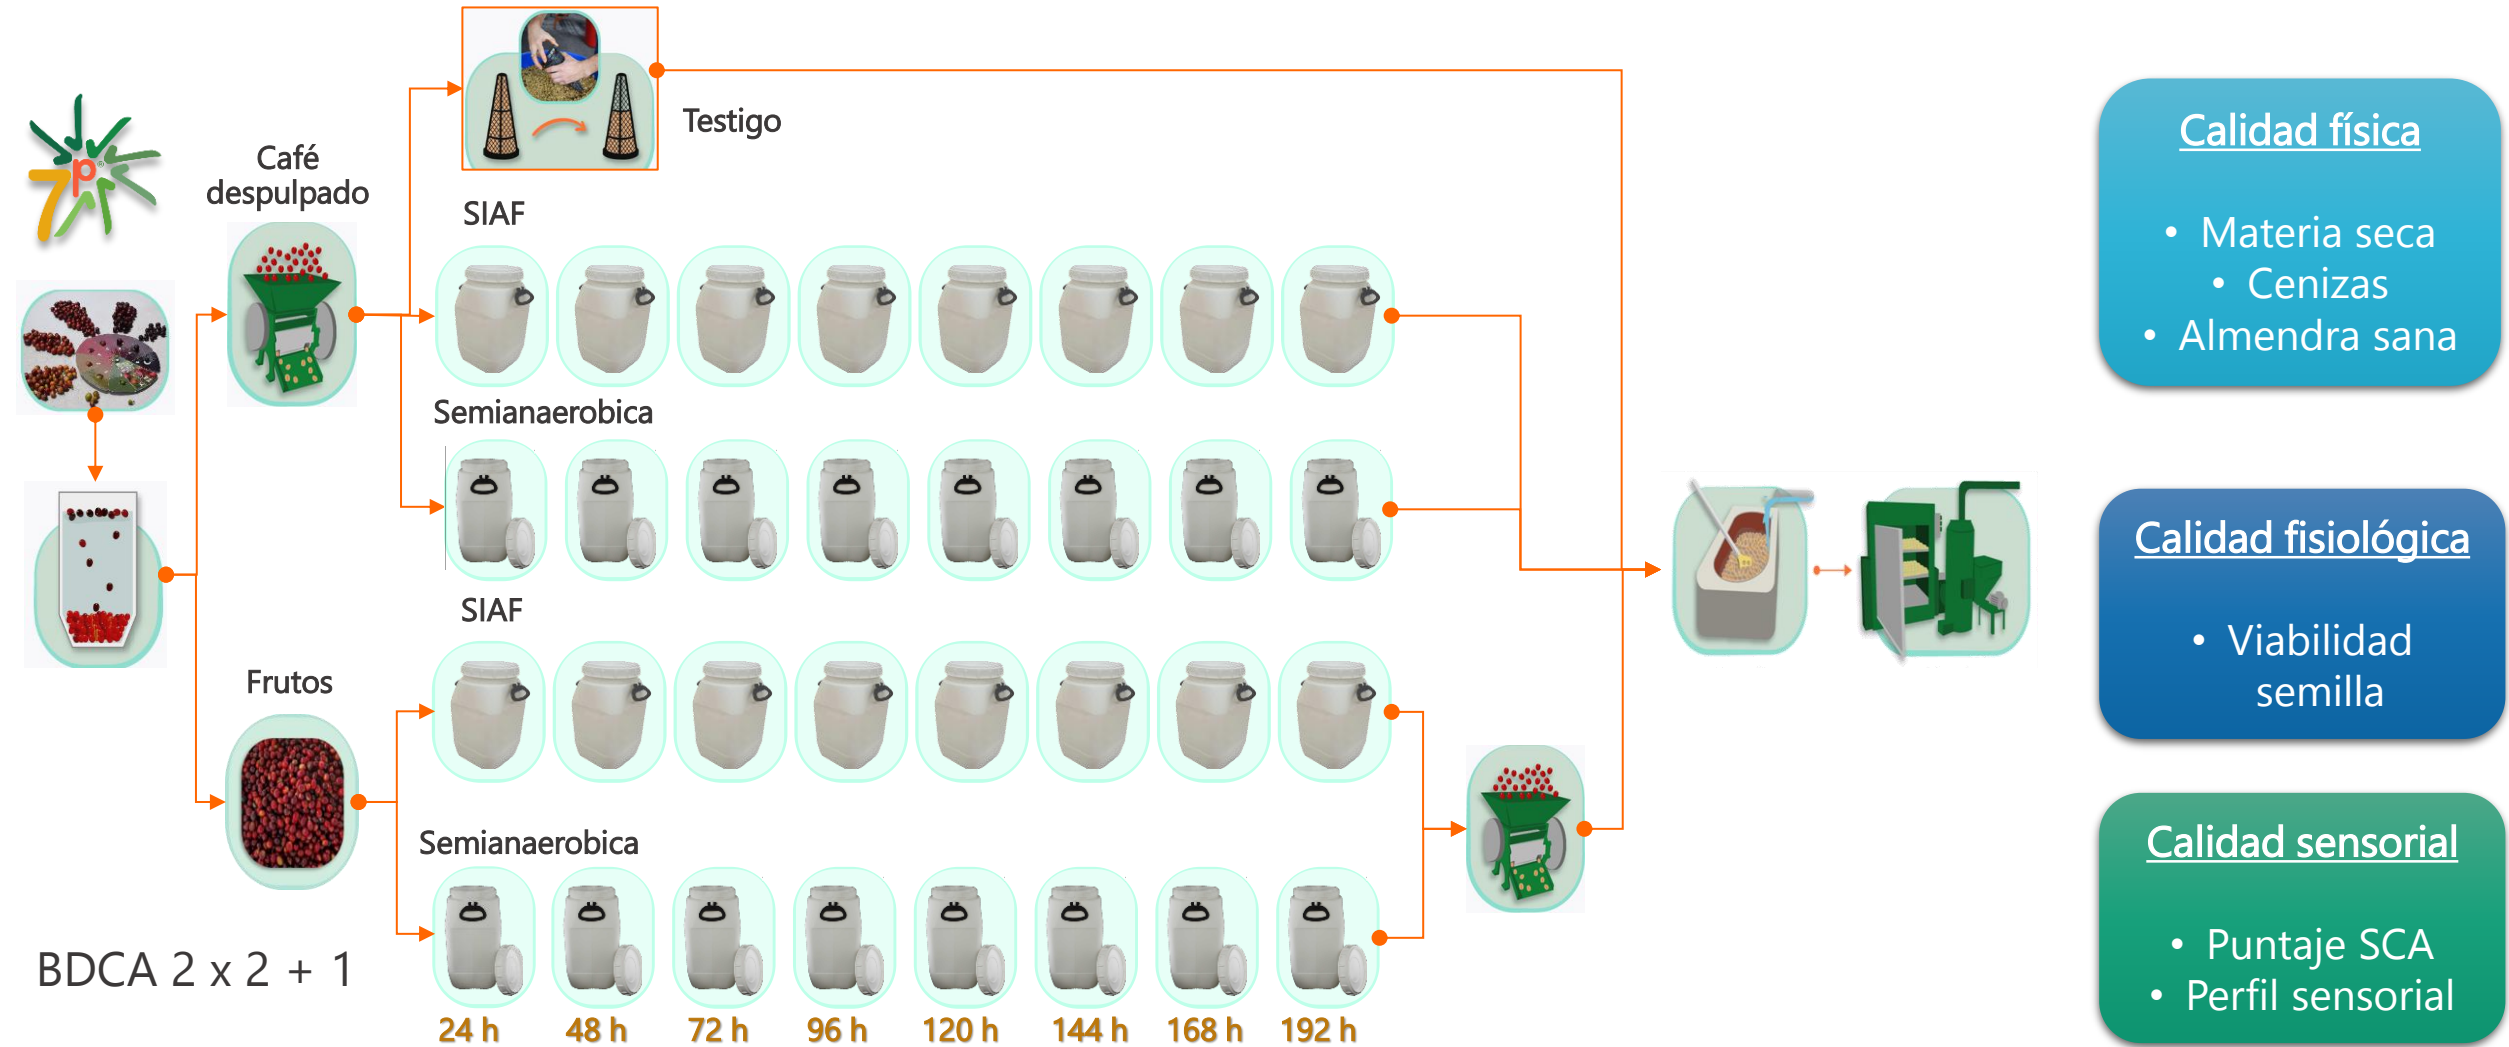 7p®
Café
despulpado
Testigo
SIAF
Semianaerobica
SIAF
Frutos
Semianaerobica
BDCA 2 x 2 + 1
24 h 48 h 72 h 96 h 120 h 144 h 168 h 192 h
Calidad física
• Materia seca
• Cenizas
• Almendra sana
Calidad fisiológica
• Viabilidad
semilla
Calidad sensorial
• Puntaje SCA
• Perfil sensorial